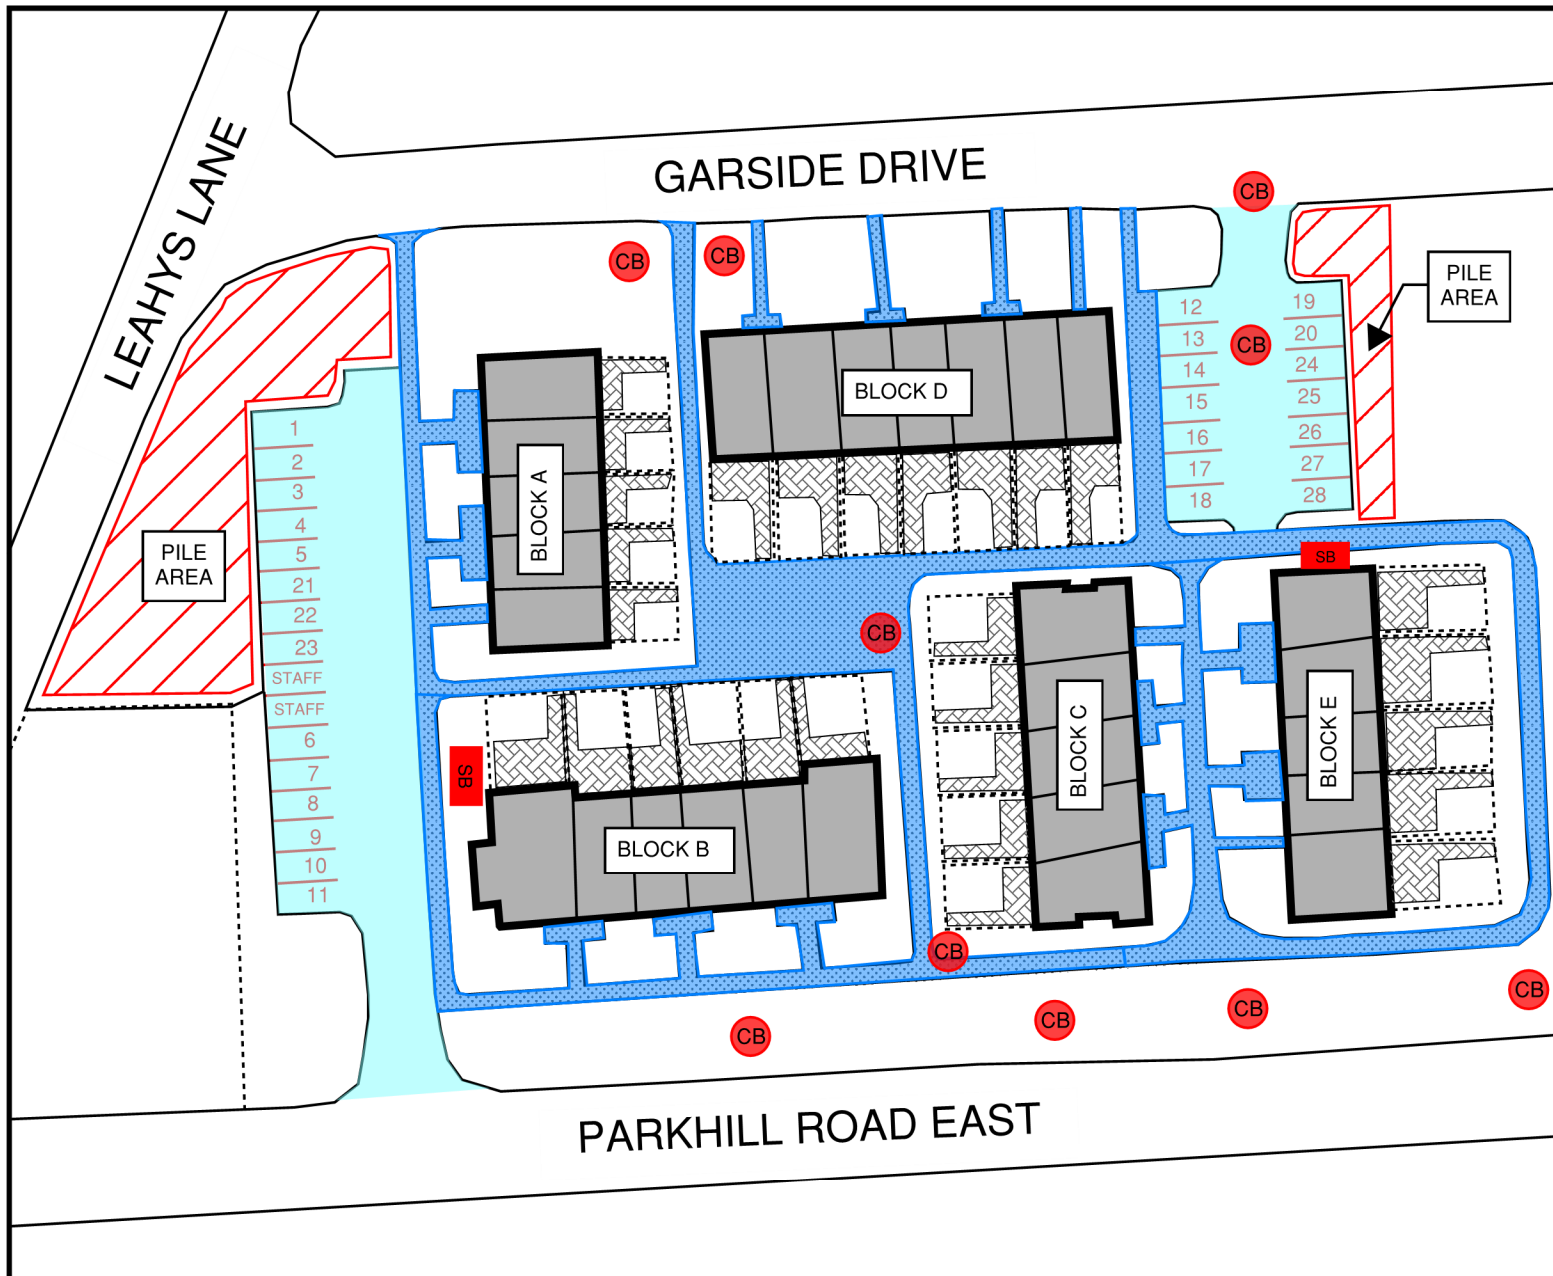 LEAHYS LANE
GARSIDE DRIVE
CB
CB
CB
PILE
AREA
12
13
14
15
16
17
18
CB
19
20
24
25
26
27
28
BLOCK D
BLOCK A
PILE
AREA
1
2
3
4
5
21
22
23
STAFF
STAFF
6
7
8
9
10
11
SB
CB
SB
BLOCK B
BLOCK C
BLOCK E
CB
CB
CB
CB
CB
PARKHILL ROAD EAST